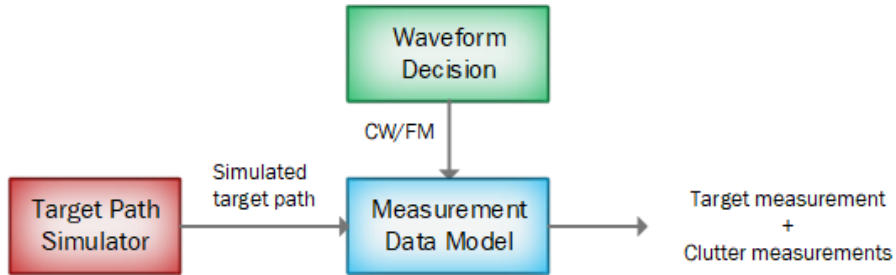 Waveform
Decision
CW/FM
Simulated
target path
Target Path
Simulator
Measurement
Data Model
Target measurement
+
Clutter measurements